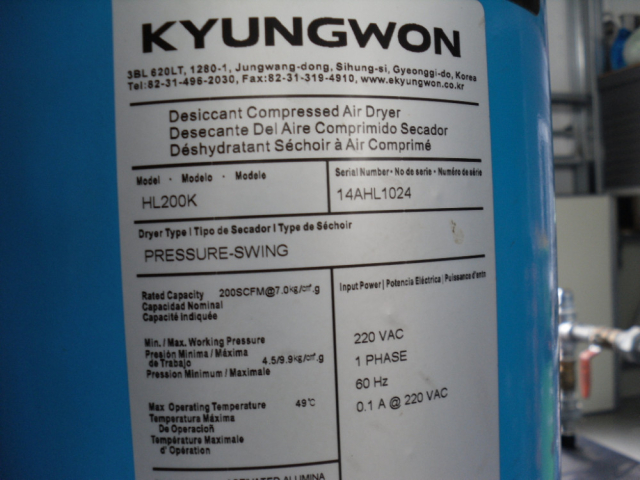 KYUNGWON
3BL 620LT, 1280-1, Jungwang-dong, Sihung-si, Gyeonggi-do, Korea
Tel:82-31-496-2030, Fax:82-31-319-4910, www.ekyungwon.co.kr
Desiccant Compressed Air Dryer
Desecante Del Aire Comprimido Secador
Déshydratant Séchoir à Air Comprimé
Model · Modelo · Modele
HL200K
Serial Number · No de serie · Numéro de série
14AHL1024
Dryer Type | Tipo de Secador | Type de Séchoir
PRESSURE-SWING
Rated Capacity 200SCFM@7.0kg/cm².g
Capacidad Nominal
Capacité Indiquée
Min. / Max. Working Pressure
Presión Minima / Máxima
de Trabajo 4.5/9.9kg/cm².g
Pression Minimum / Maximale
Max Operating Temperature 49℃
Temperatura Máxima
De Operación
Température Maximale
d' Opération
Input Power | Potencia Eléctrica | Puissance d'entr
220 VAC
1 PHASE
60 Hz
0.1 A @ 220 VAC
ACTIVATED ALUMINA